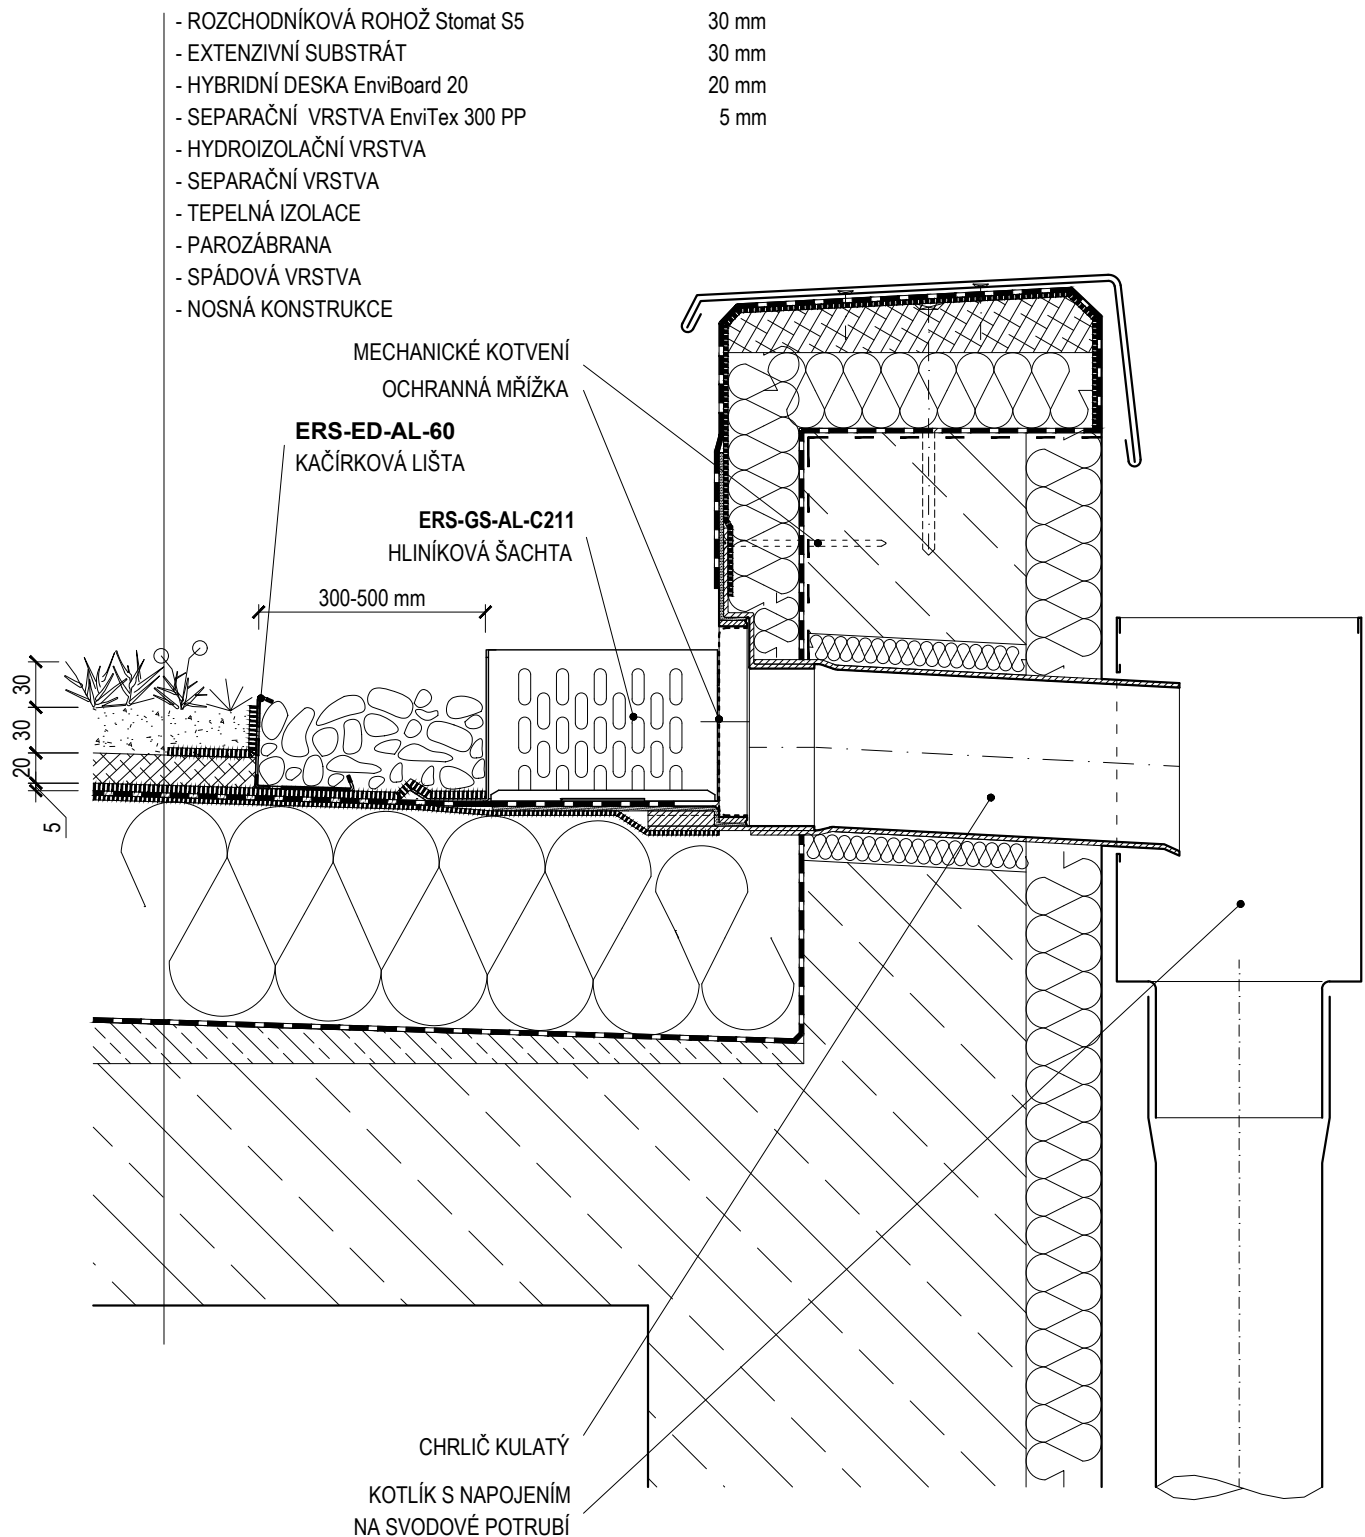 - ROZCHODNÍKOVÁ ROHOŽ Stomat S5 30 mm
- EXTENZIVNÍ SUBSTRÁT 30 mm
- HYBRIDNÍ DESKA EnviBoard 20 20 mm
- SEPARAČNÍ VRSTVA EnviTex 300 PP 5 mm
- HYDROIZOLAČNÍ VRSTVA
- SEPARAČNÍ VRSTVA
- TEPELNÁ IZOLACE
- PAROZÁBRANA
- SPÁDOVÁ VRSTVA
- NOSNÁ KONSTRUKCE
MECHANICKÉ KOTVENÍ
OCHRANNÁ MŘÍŽKA
ERS-ED-AL-60
KAČÍRKOVÁ LIŠTA
ERS-GS-AL-C211
HLINÍKOVÁ ŠACHTA
300-500 mm
30
30
20
5
CHRLIČ KULATÝ
KOTLÍK S NAPOJENÍM
NA SVODOVÉ POTRUBÍ